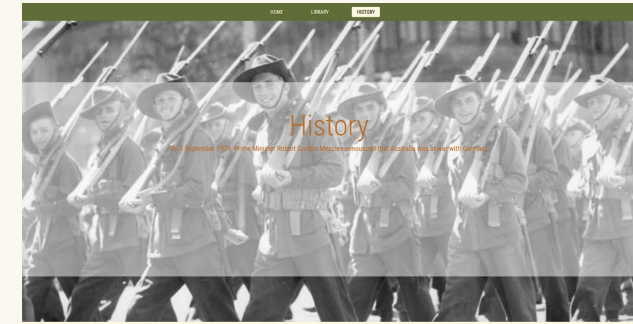 HOME LIBRARY HISTORY
History
On 3 September 1939, Prime Minister Robert Gordon Menzies announced that Australia was at war with Germany.